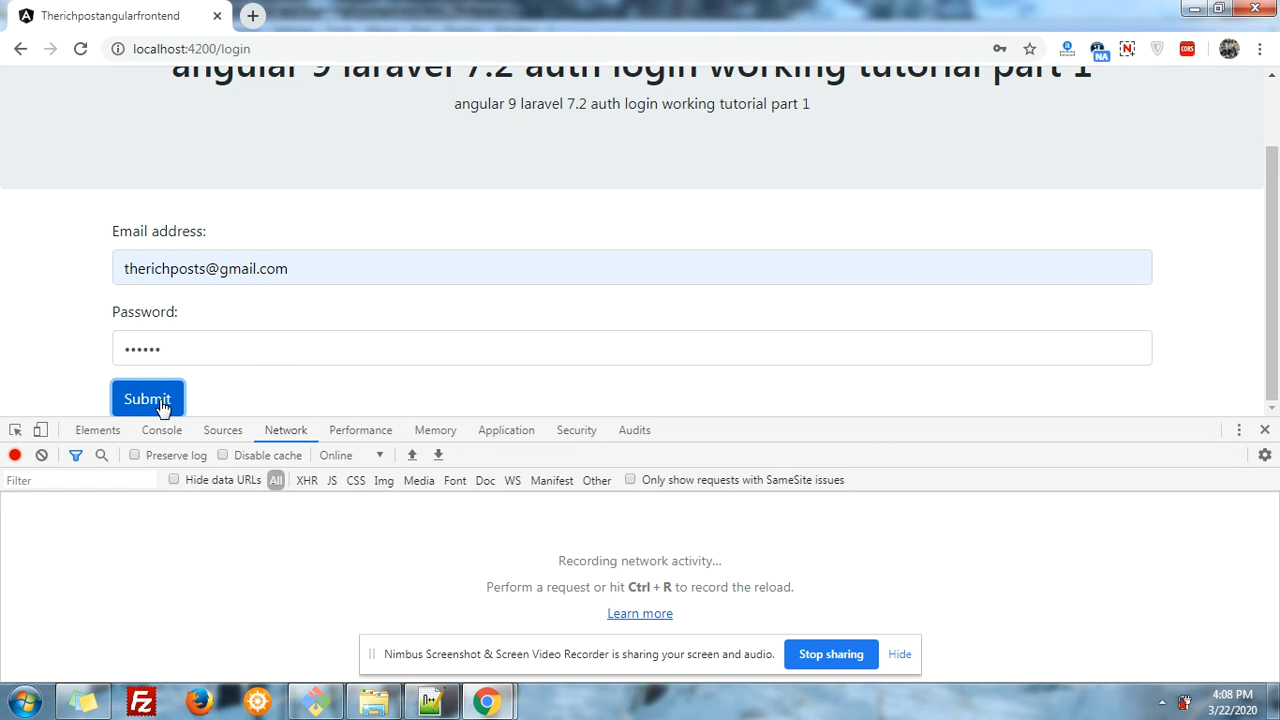 Therichpostangularfrontend
localhost:4200/login
NA
N
CORS
angular 9 laravel 7.2 auth login working tutorial part 1
angular 9 laravel 7.2 auth login working tutorial part 1
Email address:
therichposts@gmail.com
Password:
••••••
Submit
Elements Console Sources Network Performance Memory Application Security Audits
Preserve log Disable cache Online
Filter Hide data URLs All XHR JS CSS Img Media Font Doc WS Manifest Other Only show requests with SameSite issues
Recording network activity...
Perform a request or hit Ctrl + R to record the reload.
Learn more
Nimbus Screenshot & Screen Video Recorder is sharing your screen and audio. Stop sharing Hide
Fz
4:08 PM
3/22/2020